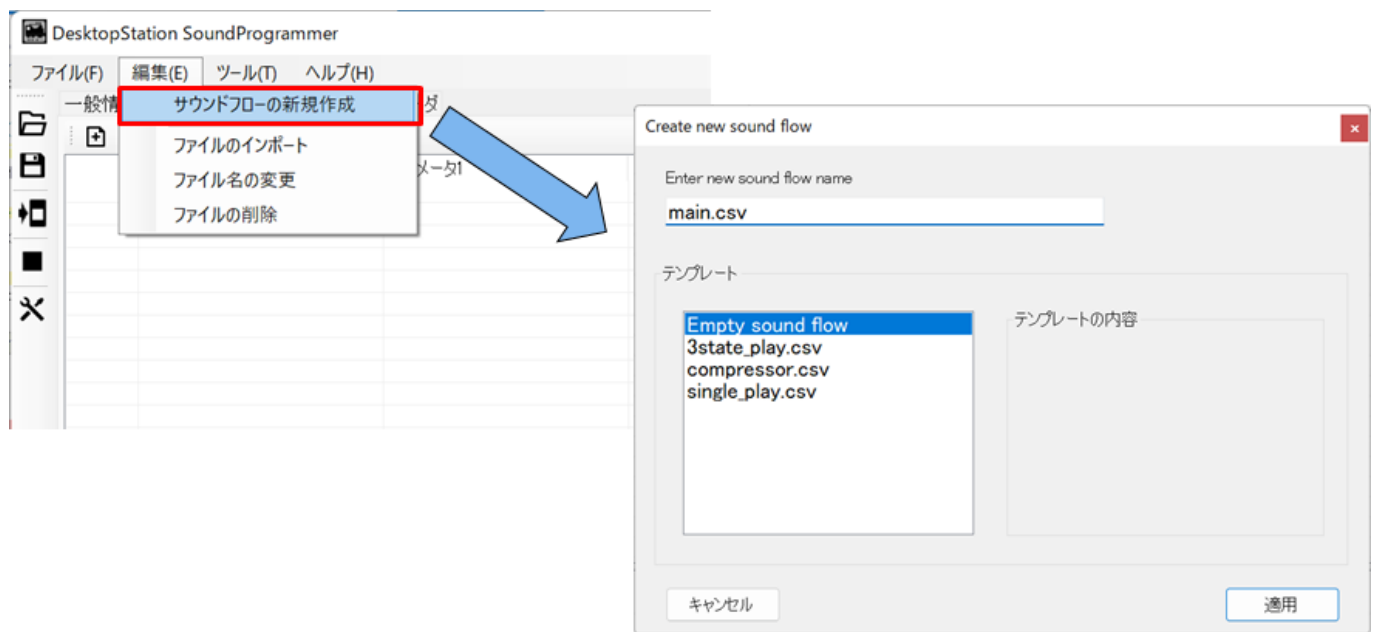 DesktopStation SoundProgrammer
ファイル(F) 編集(E) ツール(T) ヘルプ(H)
一般情
サウンドフローの新規作成
ダ
ファイルのインポート
メータ1
ファイル名の変更
ファイルの削除
Create new sound flow
Enter new sound flow name
main.csv
テンプレート
Empty sound flow
3state_play.csv
compressor.csv
single_play.csv
テンプレートの内容
キャンセル
適用